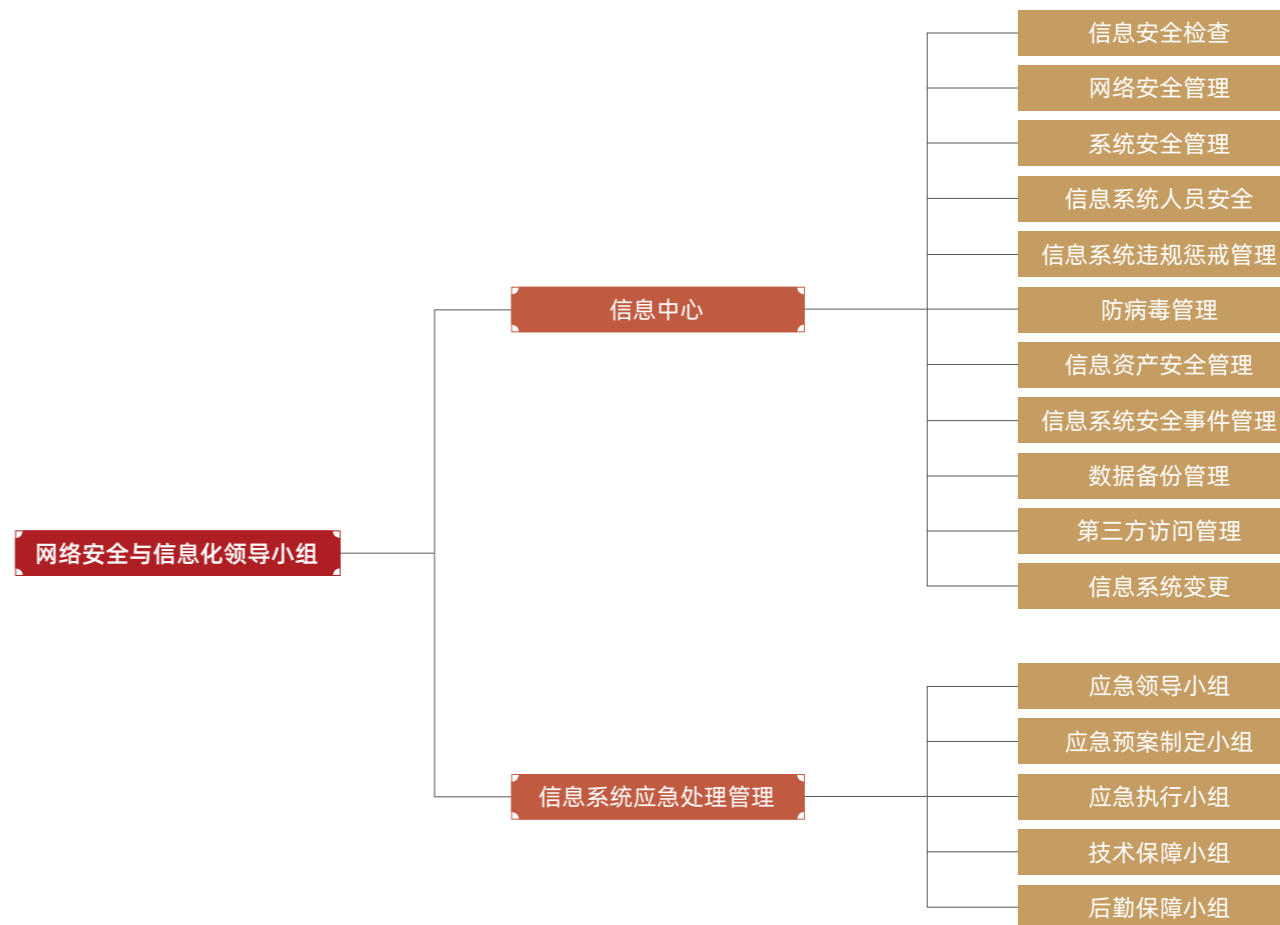 网络安全与信息化领导小组
信息中心
信息安全检查
网络安全管理
系统安全管理
信息系统人员安全
信息系统违规惩戒管理
防病毒管理
信息资产安全管理
信息系统安全事件管理
数据备份管理
第三方访问管理
信息系统变更
信息系统应急处理管理
应急领导小组
应急预案制定小组
应急执行小组
技术保障小组
后勤保障小组